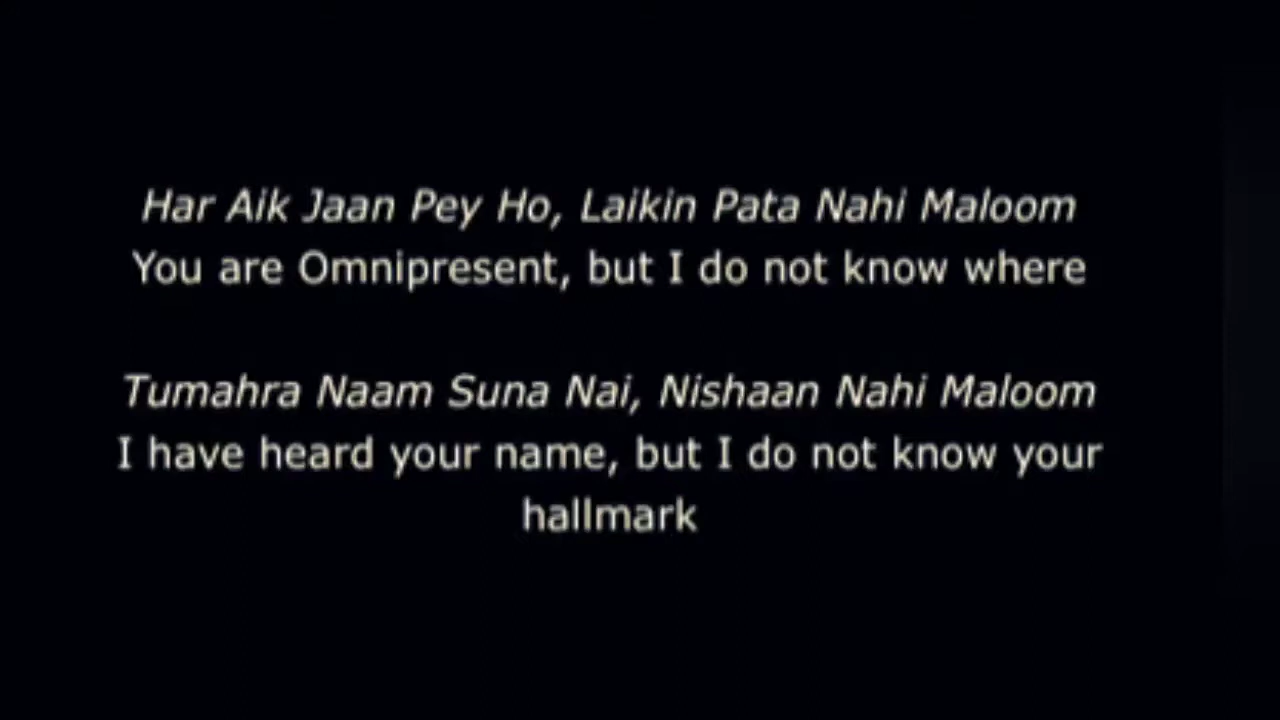 Har Aik Jaan Pey Ho, Laikin Pata Nahi Maloom
You are Omnipresent, but I do not know where
Tumahra Naam Suna Nai, Nishaan Nahi Maloom
I have heard your name, but I do not know your
hallmark